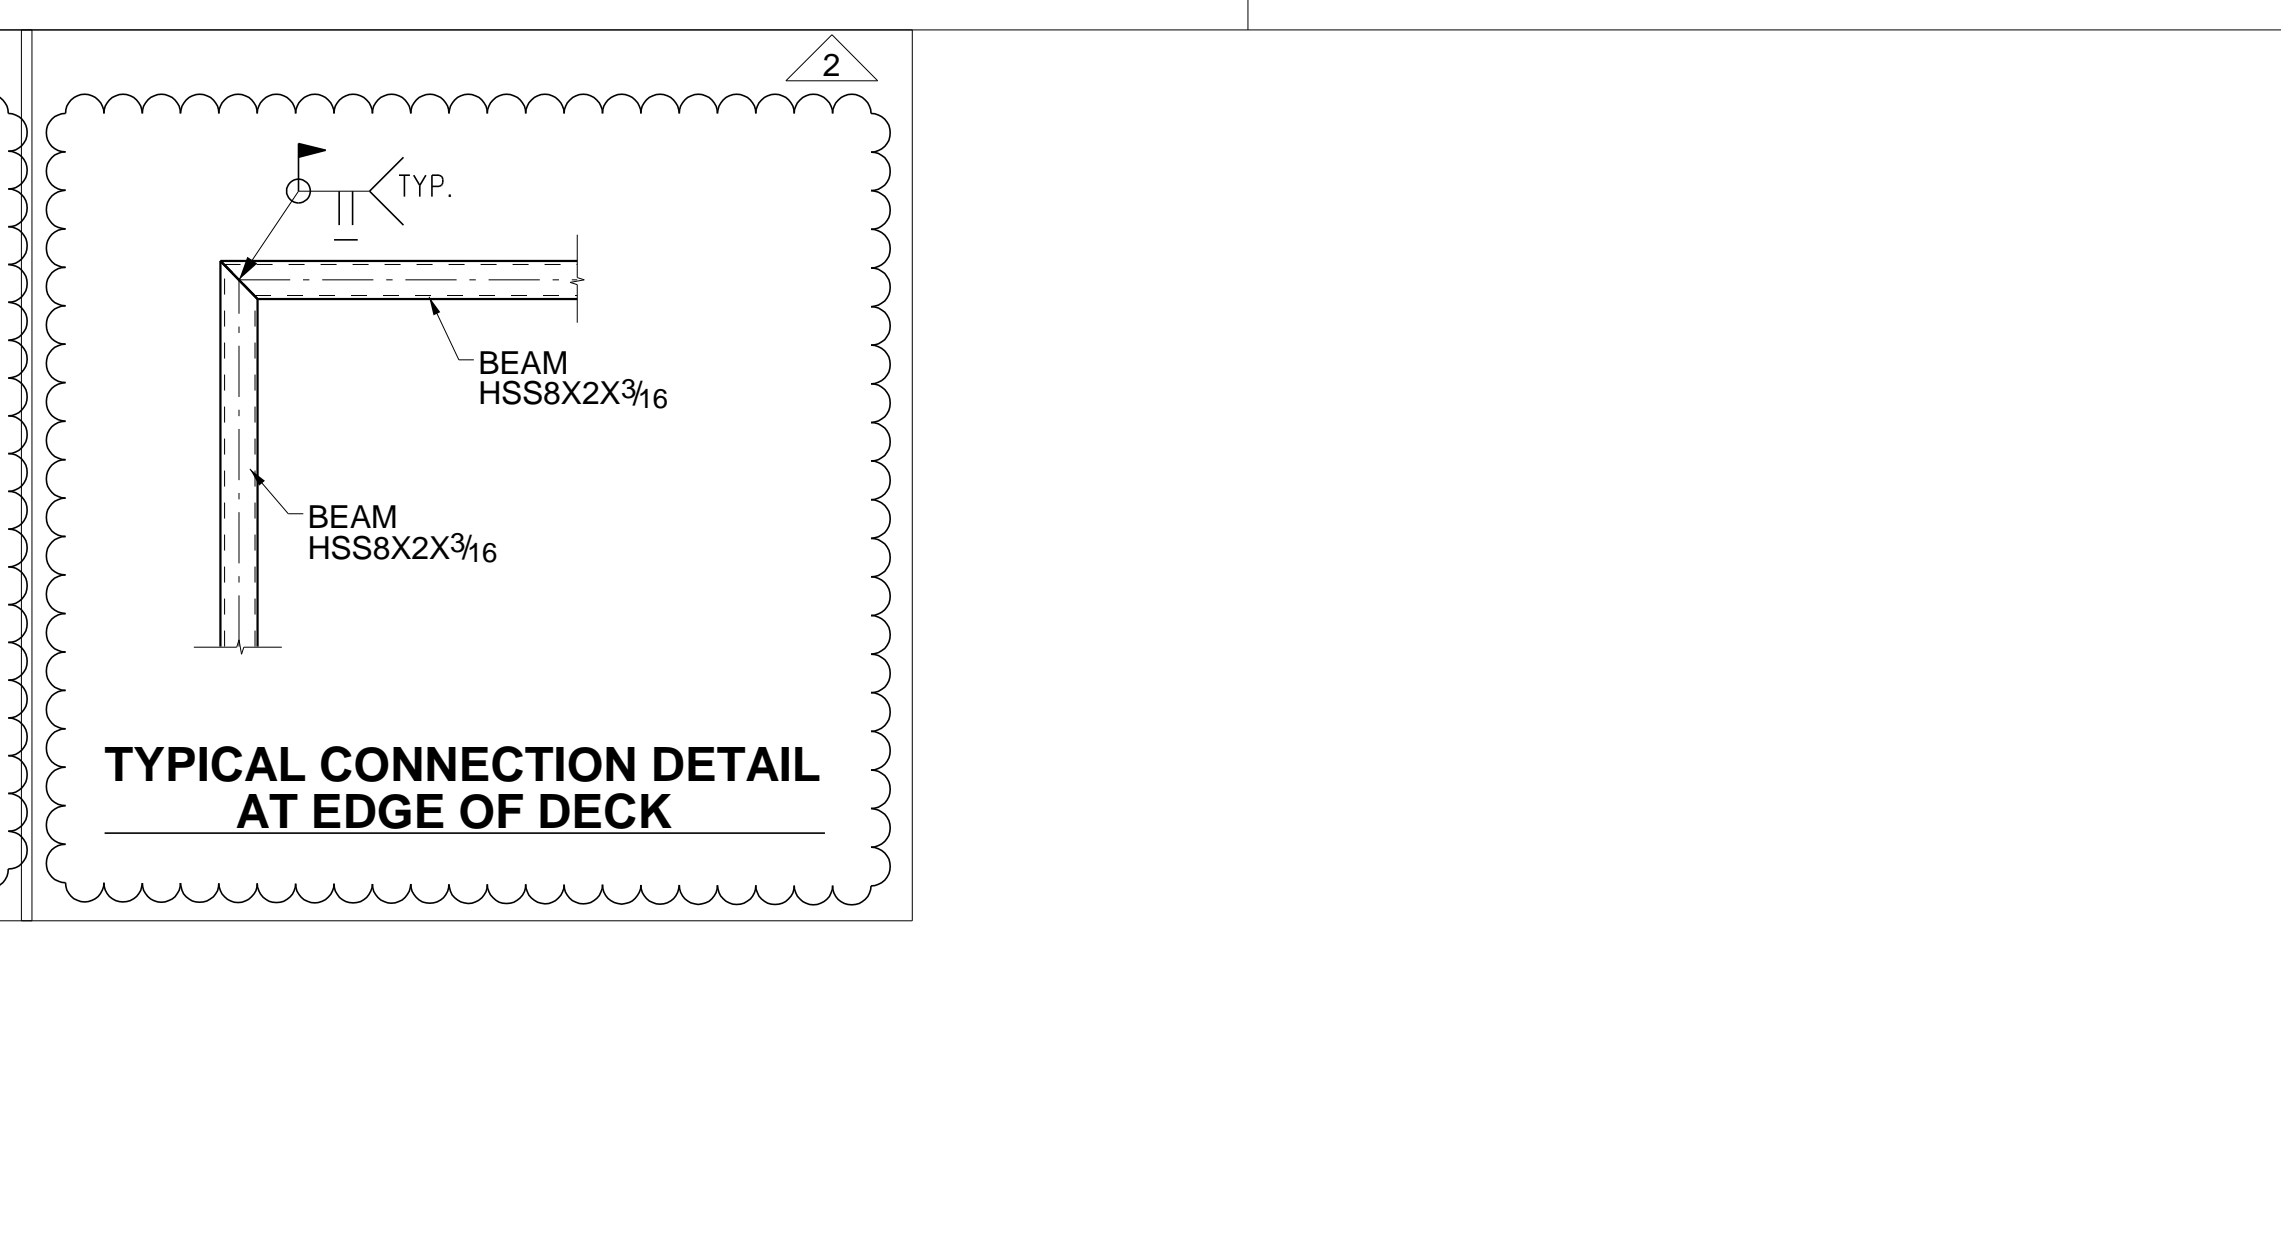 2
TYP.
BEAM
HSS8X2X3/16
BEAM
HSS8X2X3/16
TYPICAL CONNECTION DETAIL
AT EDGE OF DECK